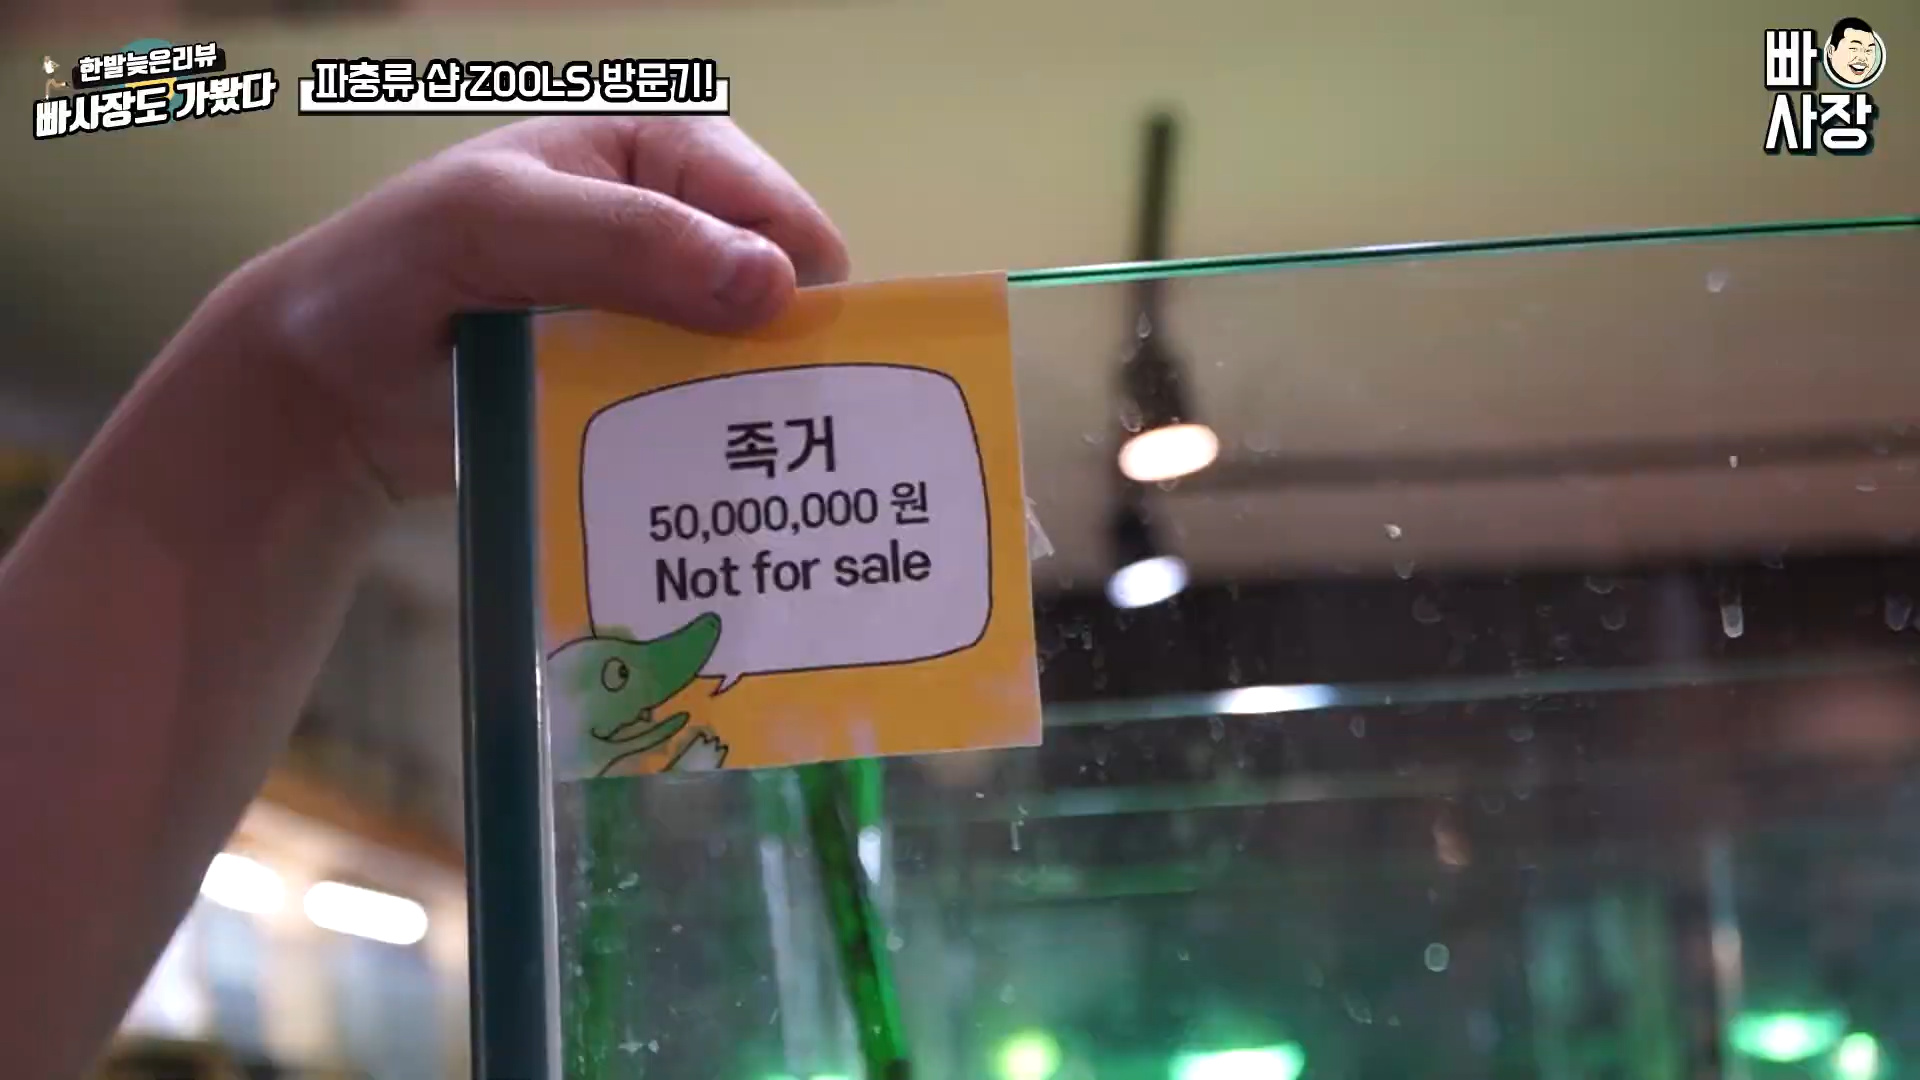 한발늦은리뷰
빠사장도 가봤다
파충류 샵 ZOOLS 방문기!
빠
사장
족거
50,000,000 원
Not for sale